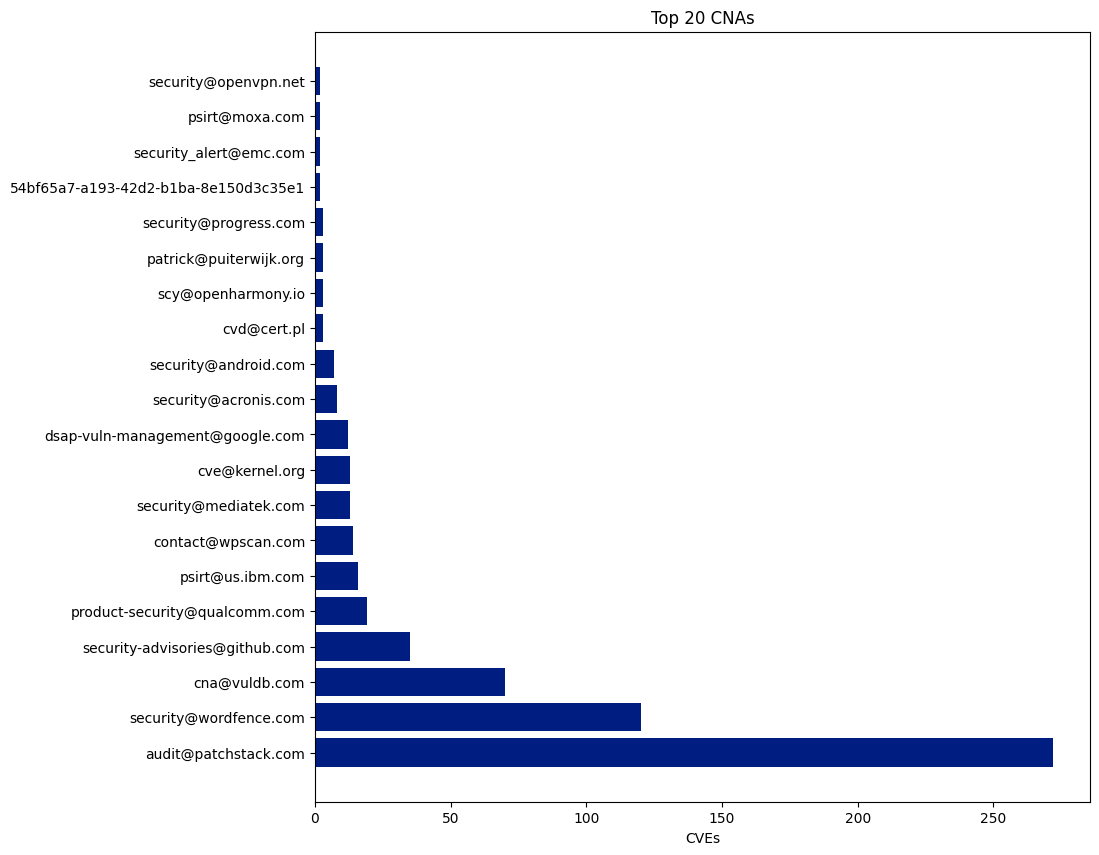 Top 20 CNAs
security@openvpn.net
psirt@moxa.com
security_alert@emc.com
54bf65a7-a193-42d2-b1ba-8e150d3c35e1
security@progress.com
patrick@puiterwijk.org
scy@openharmony.io
cvd@cert.pl
security@android.com
security@acronis.com
dsap-vuln-management@google.com
cve@kernel.org
security@mediatek.com
contact@wpscan.com
psirt@us.ibm.com
product-security@qualcomm.com
security-advisories@github.com
cna@vuldb.com
security@wordfence.com
audit@patchstack.com
0 50 100 150 200 250
CVEs